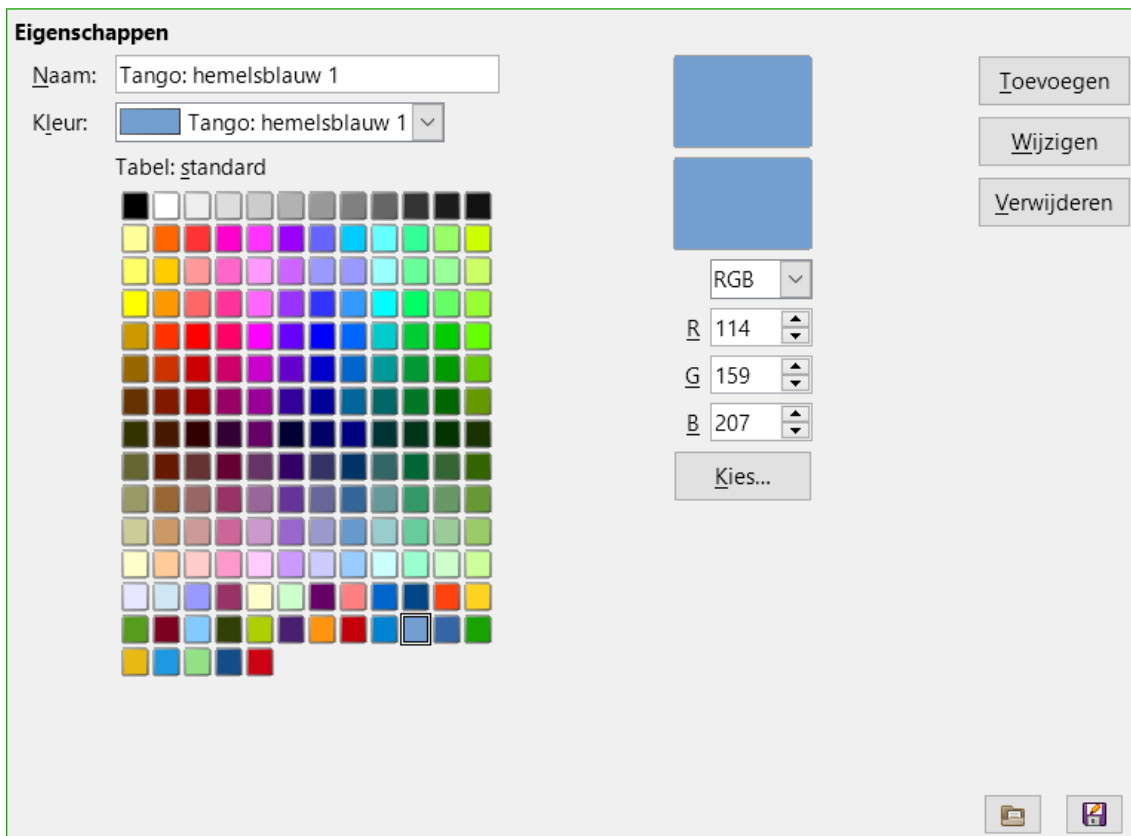 Eigenschappen
Naam: Tango: hemelsblauw 1
Toevoegen
Kleur: Tango: hemelsblauw 1
Wijzigen
Tabel: standard
Verwijderen
RGB
R 114
G 159
B 207
Kies...